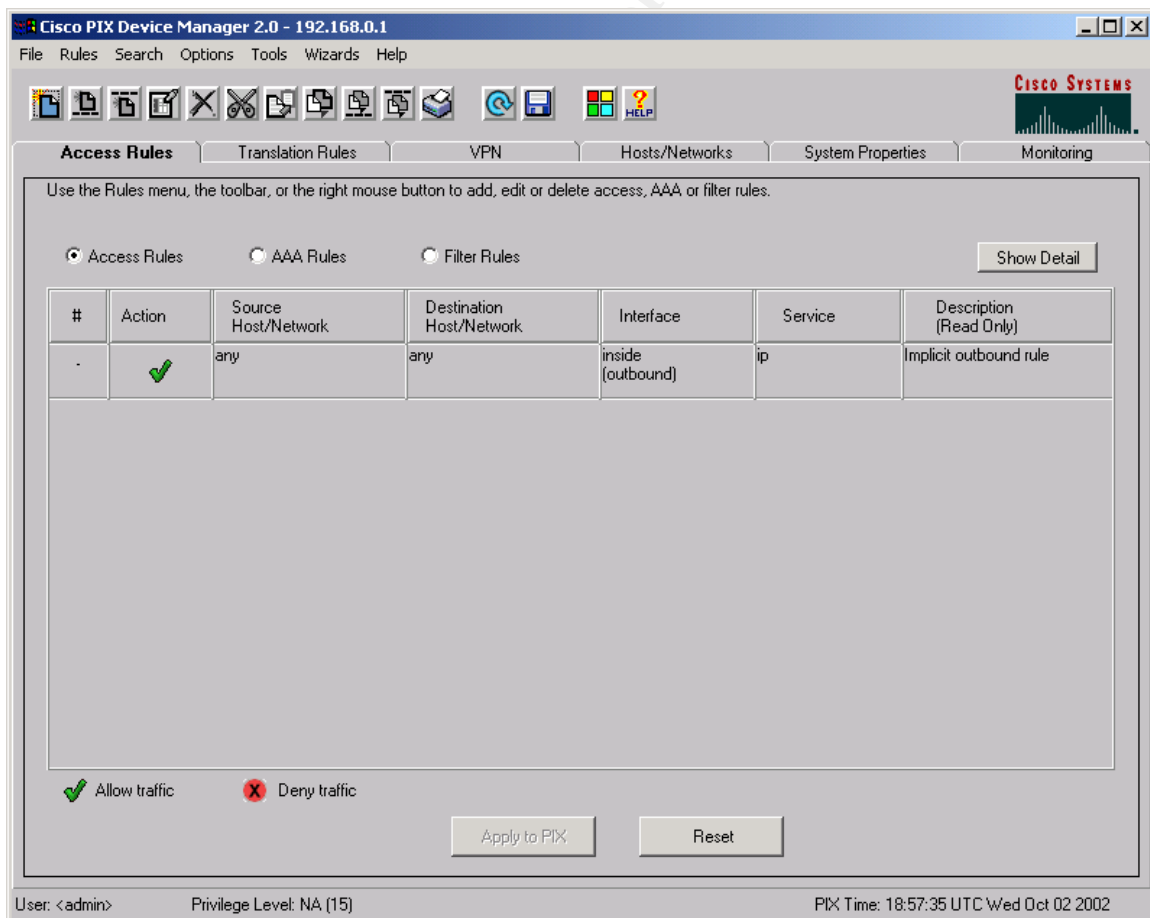 Cisco PIX Device Manager 2.0 - 192.168.0.1
File Rules Search Options Tools Wizards Help
HELP
CISCO SYSTEMS
Access Rules Translation Rules VPN Hosts/Networks System Properties Monitoring
Use the Rules menu, the toolbar, or the right mouse button to add, edit or delete access, AAA or filter rules.
Access Rules AAA Rules Filter Rules Show Detail
# Action Source Host/Network Destination Host/Network Interface Service Description (Read Only)
- any any inside (outbound) ip Implicit outbound rule
Allow traffic X Deny traffic
Apply to PIX Reset
User: <admin> Privilege Level: NA (15) PIX Time: 18:57:35 UTC Wed Oct 02 2002